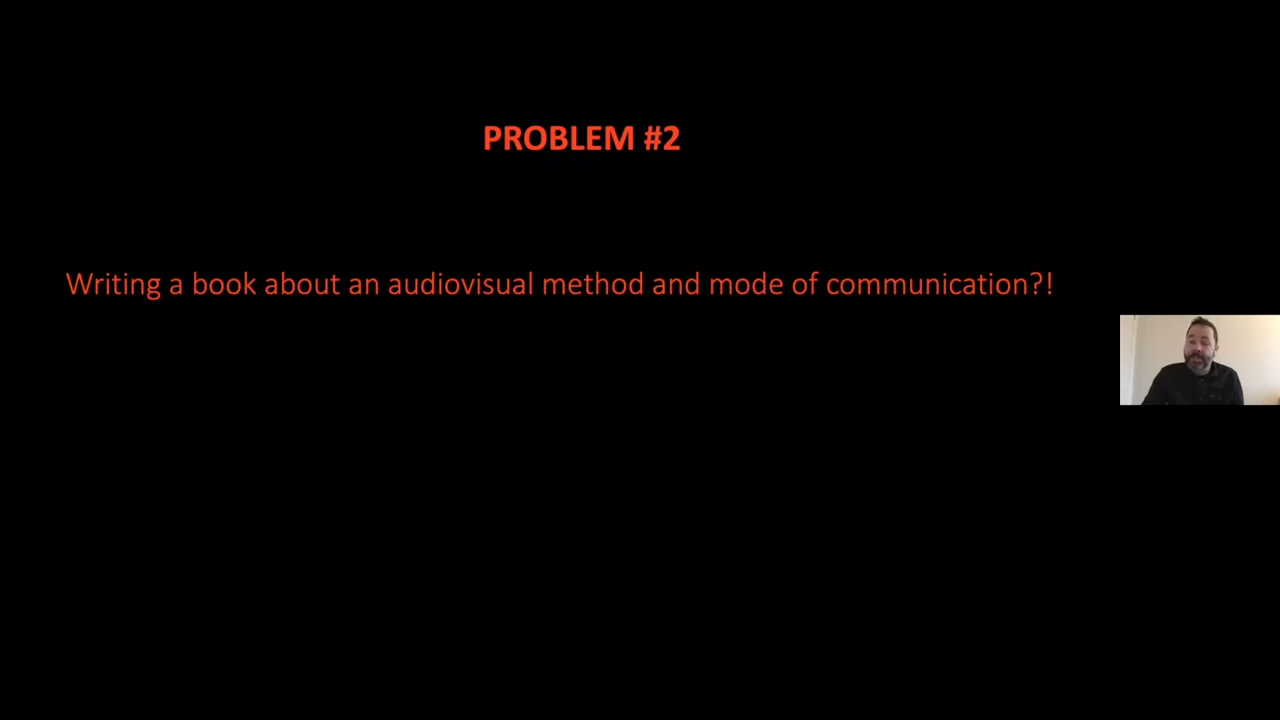 PROBLEM #2
Writing a book about an audiovisual method and mode of communication?!